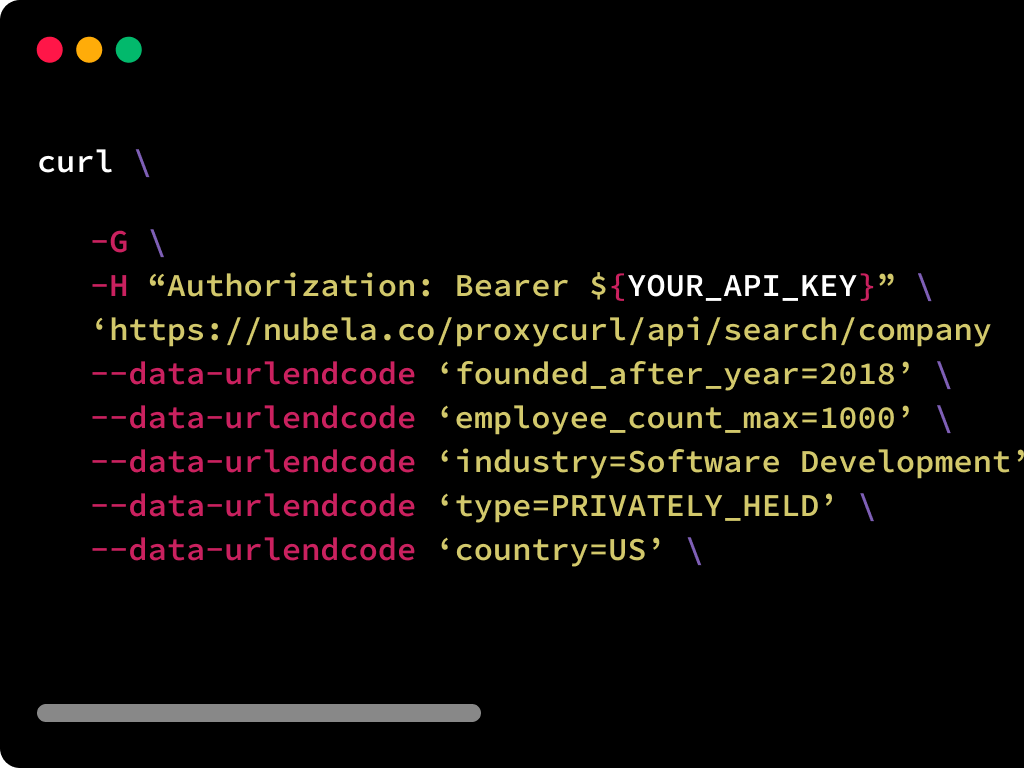 curl \
-G \
-H “Authorization: Bearer ${YOUR_API_KEY}” \
‘https://nubela.co/proxycurl/api/search/company
--data-urlendcode ‘founded_after_year=2018’ \
--data-urlendcode ‘employee_count_max=1000’ \
--data-urlendcode ‘industry=Software Development’
--data-urlendcode ‘type=PRIVATELY_HELD’ \
--data-urlendcode ‘country=US’ \